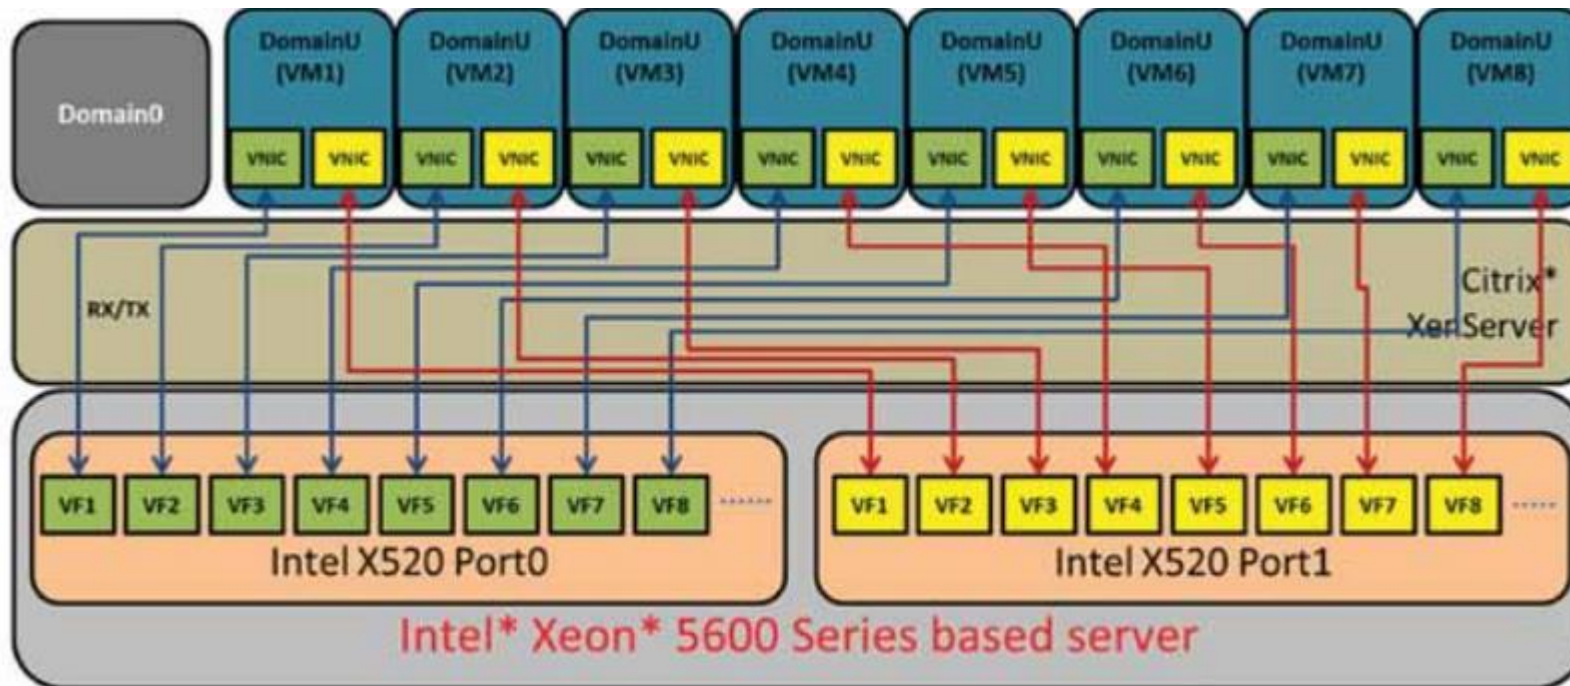 Domain0
DomainU
(VM1)
DomainU
(VM2)
DomainU
(VM3)
DomainU
(VM4)
DomainU
(VM5)
DomainU
(VM6)
DomainU
(VM7)
DomainU
(VM8)
VNIC VNIC VNIC VNIC VNIC VNIC VNIC VNIC VNIC VNIC VNIC VNIC VNIC VNIC VNIC VNIC
RX/TX
Citrix*
XenServer
VF1 VF2 VF3 VF4 VF5 VF6 VF7 VF8 ......
Intel X520 Port0
VF1 VF2 VF3 VF4 VF5 VF6 VF7 VF8 .....
Intel X520 Port1
Intel* Xeon* 5600 Series based server